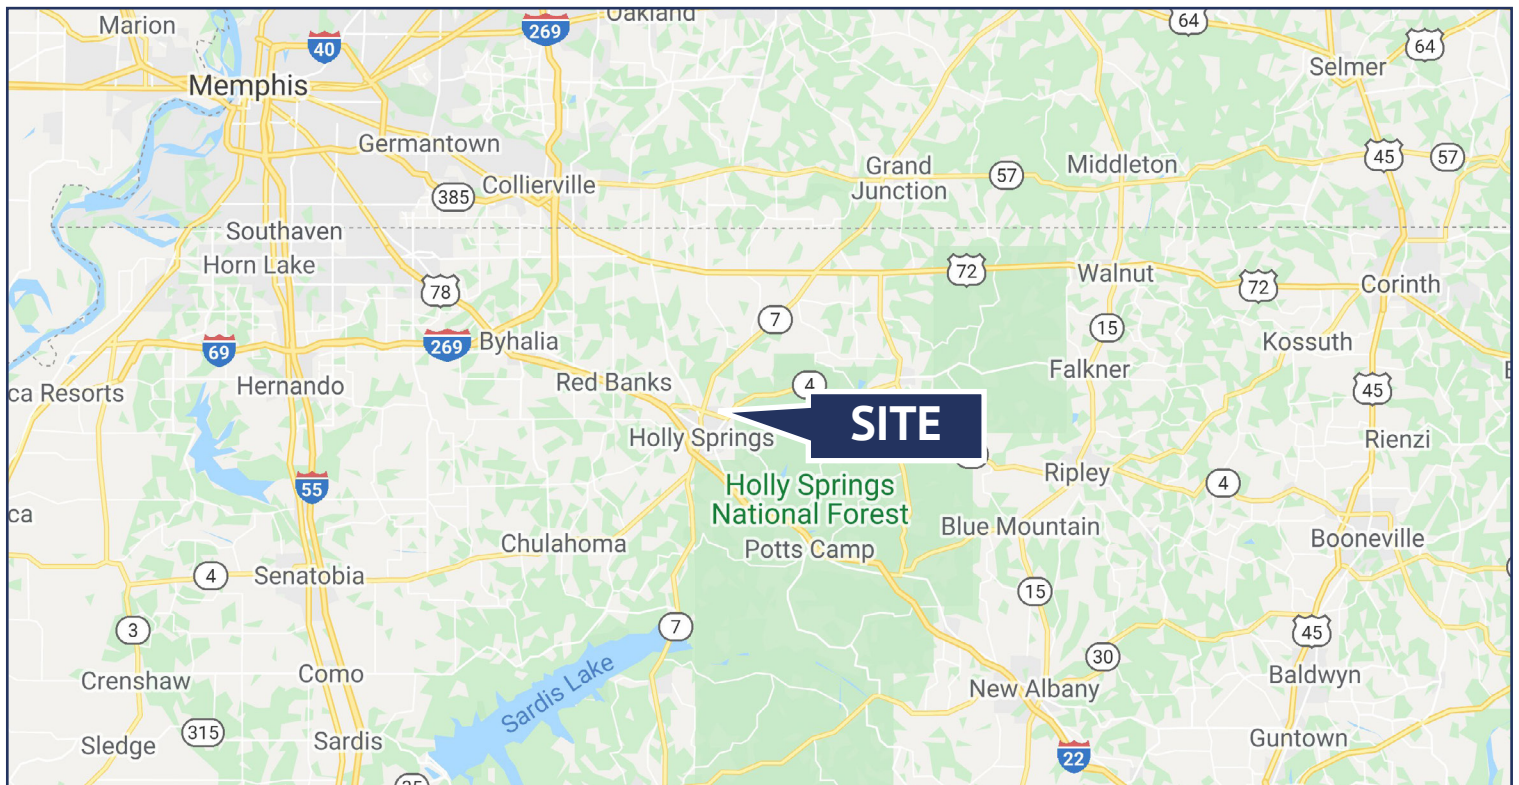 Oakland
269
64
Marion
40
64
Selmer
Memphis
Germantown
45
57
Grand
Junction
57
Middleton
385
Collierville
Southaven
Horn Lake
72
Walnut
72
Corinth
78
7
15
Kossuth
69
269
Byhalia
Falkner
Hernando
Red Banks
4
45
ca Resorts
SITE
Holly Springs
Rienzi
Ripley
4
55
Holly Springs
National Forest
ca
Blue Mountain
Booneville
Chulahoma
Potts Camp
4
Senatobia
15
3
7
45
30
Crenshaw
Como
Sardis Lake
New Albany
Baldwyn
315
Sledge
Sardis
Guntown
22